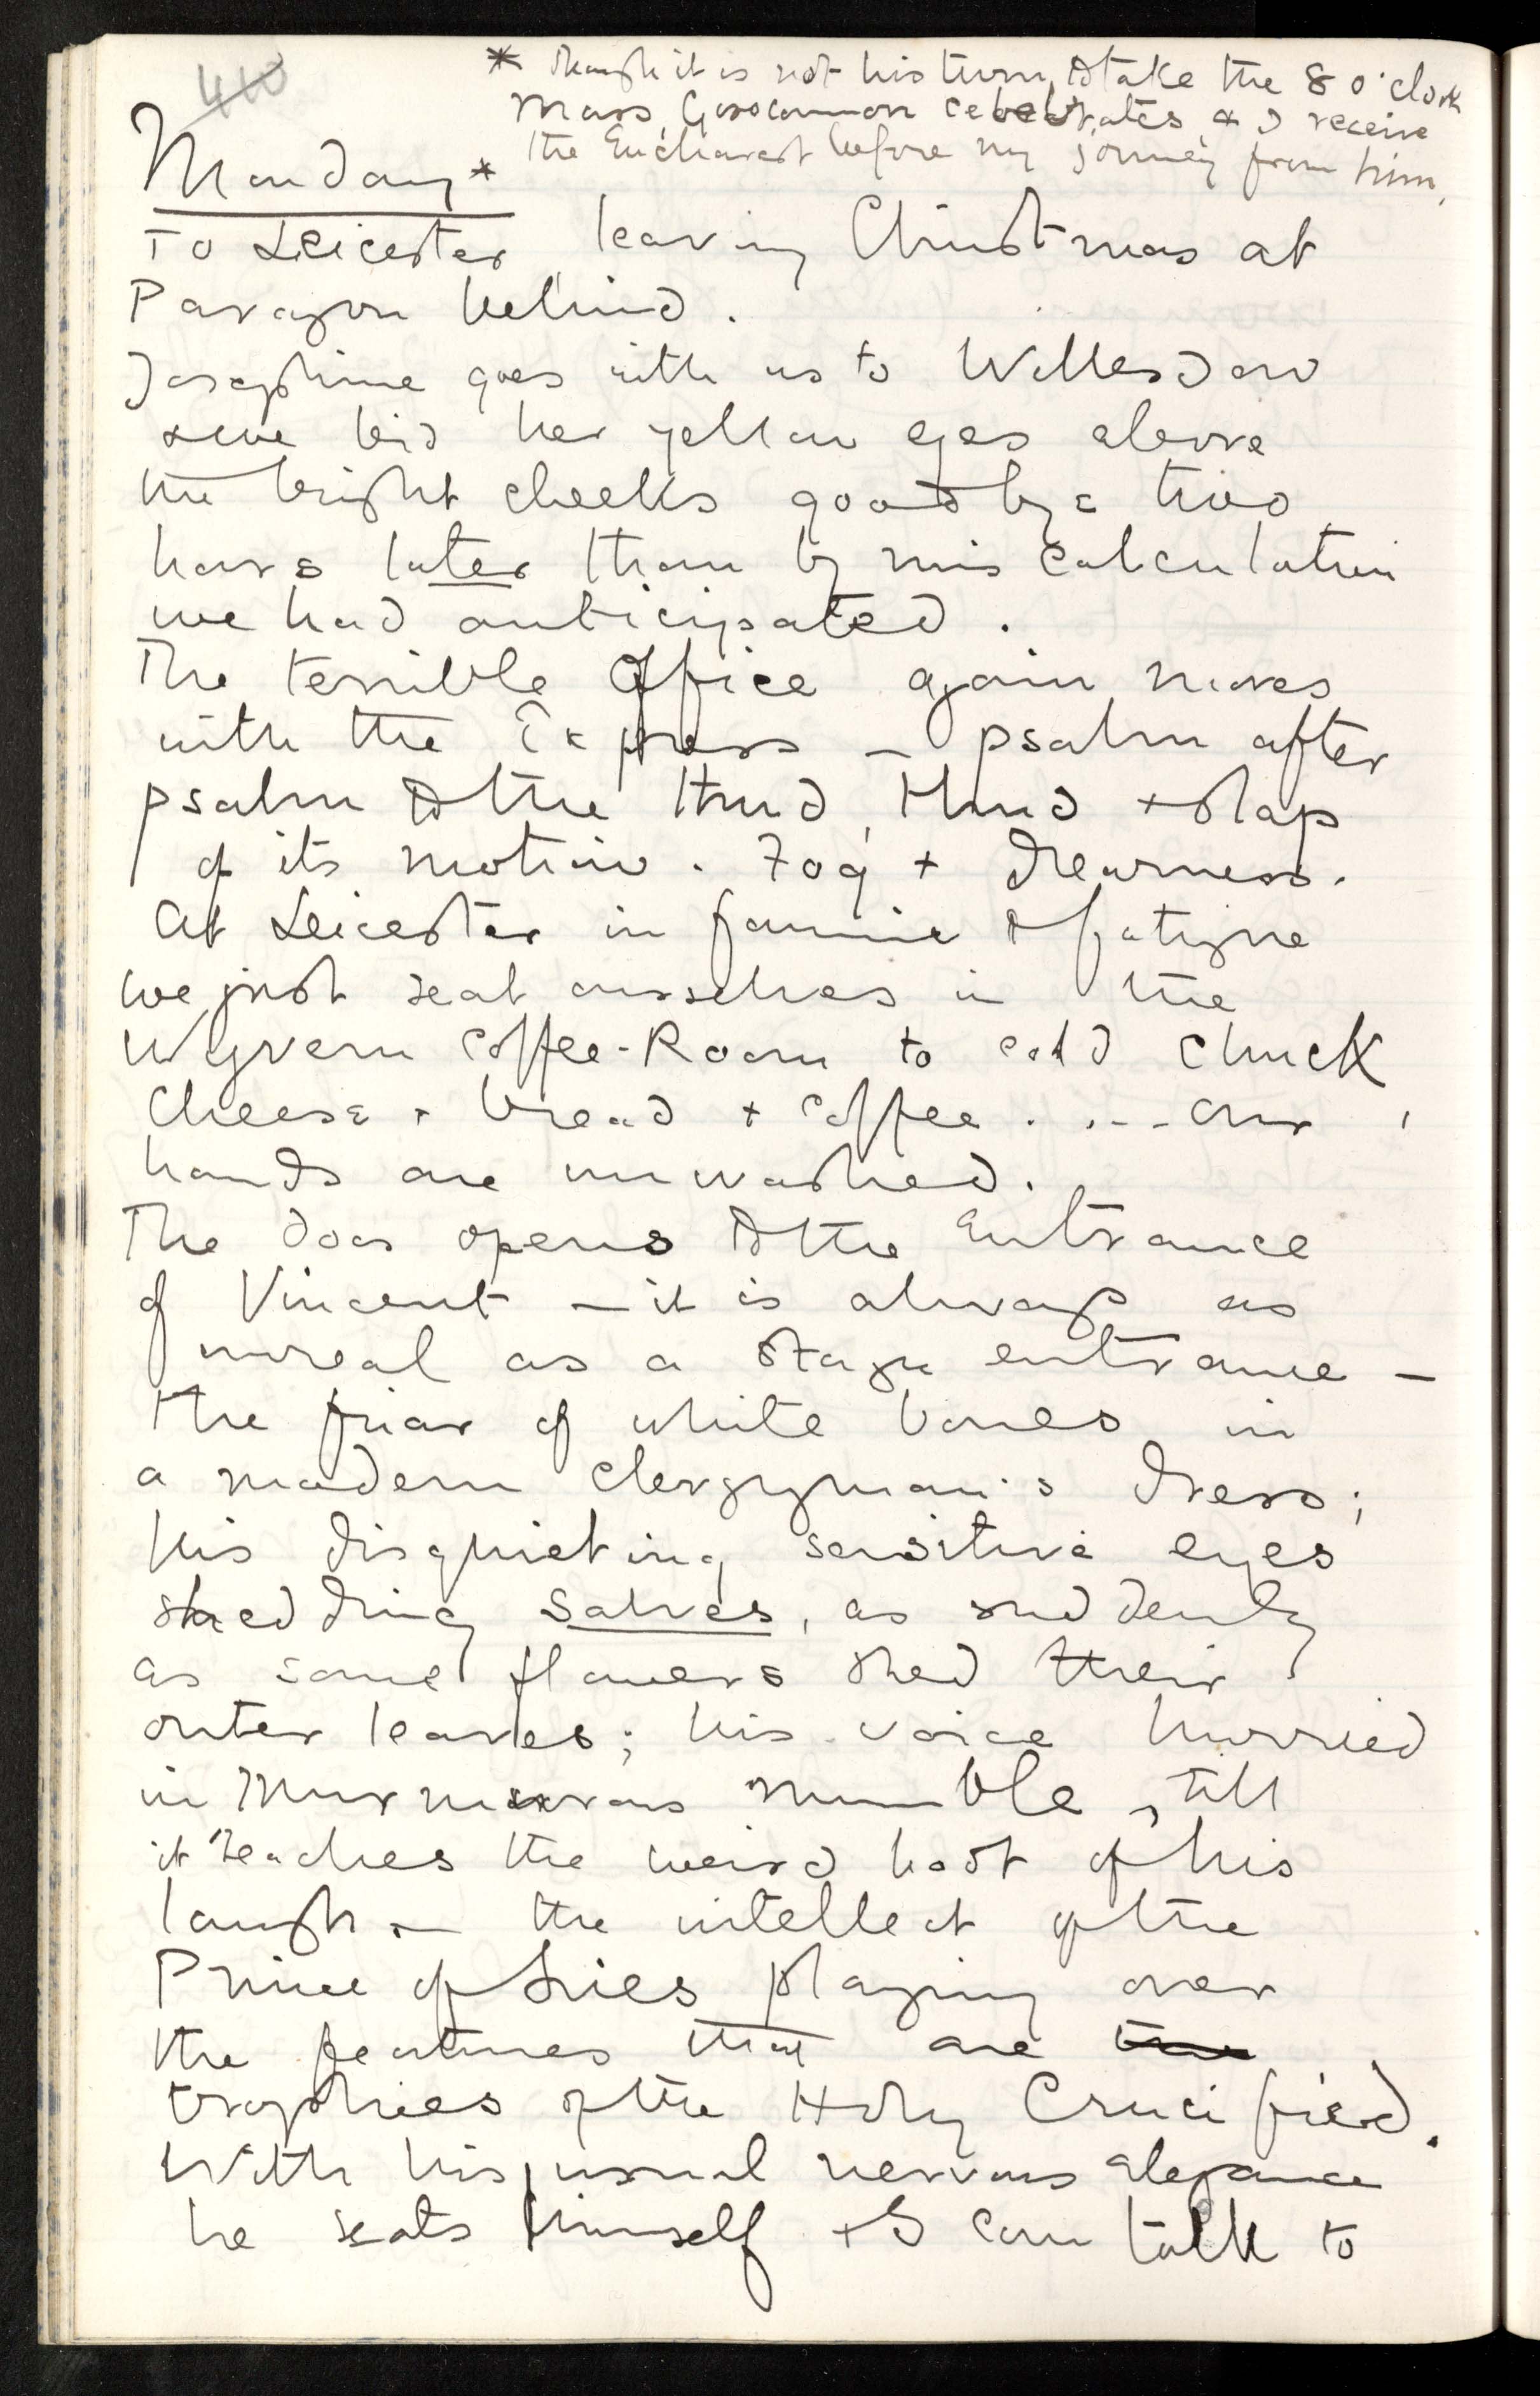 410
* though it is not his turn to take the 8 o'clock
Mass, Goscannon celebrates & I receive
the Eucharist before my journey from him.
Monday *
To Leicester leaving Christmas at
Paragon behind.
Josephine goes with us to Willesden
& we bid her yellow eyes above
the bright cheeks good-bye two
hours later than by mis calculation
we had anticipated.
The terrible Office again moves
with the Express — psalm after
psalm to the thud, thud & slap
of its motion. Fog & drearness.
At Leicester in famine & fatigue
we just seat ourselves in the
Wyvern Coffee-Room to cold chuck,
cheese & bread & coffee. . . . Our
hands are unwashed.
The door opens to the Entrance
of Vincent — it is always as
unreal as a stage entrance —
the friar of white bones in
a modern clergyman's dress;
his disquieting sensitive eyes
shedding salves, as suddenly
as some flowers shed their
outer leaves; his voice hurried
in murmurous mumble, till
it reaches the weird hoot of his
laugh — the intellect of the
Prince of Lies playing over
the features that are
trophies of the Holy Crucified.
With his usual nervous elegance
he seats himself & I can talk to